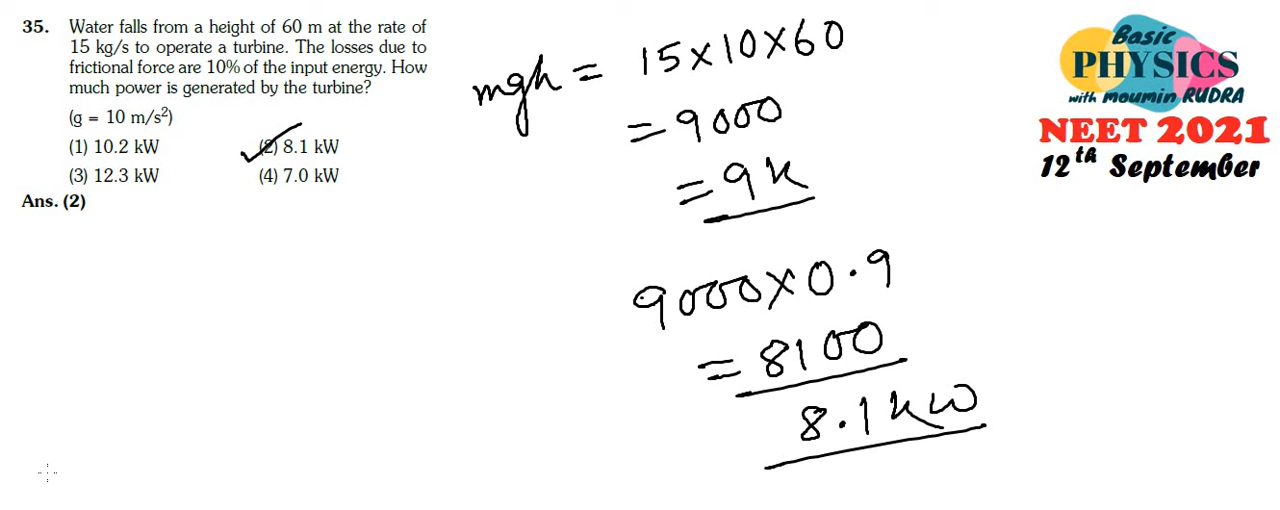 35. Water falls from a height of 60 m at the rate of
15 kg/s to operate a turbine. The losses due to
frictional force are 10% of the input energy. How
much power is generated by the turbine?
(g = 10 m/s²)
(1) 10.2 kW (2) 8.1 kW
(3) 12.3 kW (4) 7.0 kW
Ans. (2)
mgh = 15×10×60
= 9000
= 9k
9000×0.9
= 8100
8.1 kW
Basic
PHYSICS
with moumin RUDRA
NEET 2021
12th September